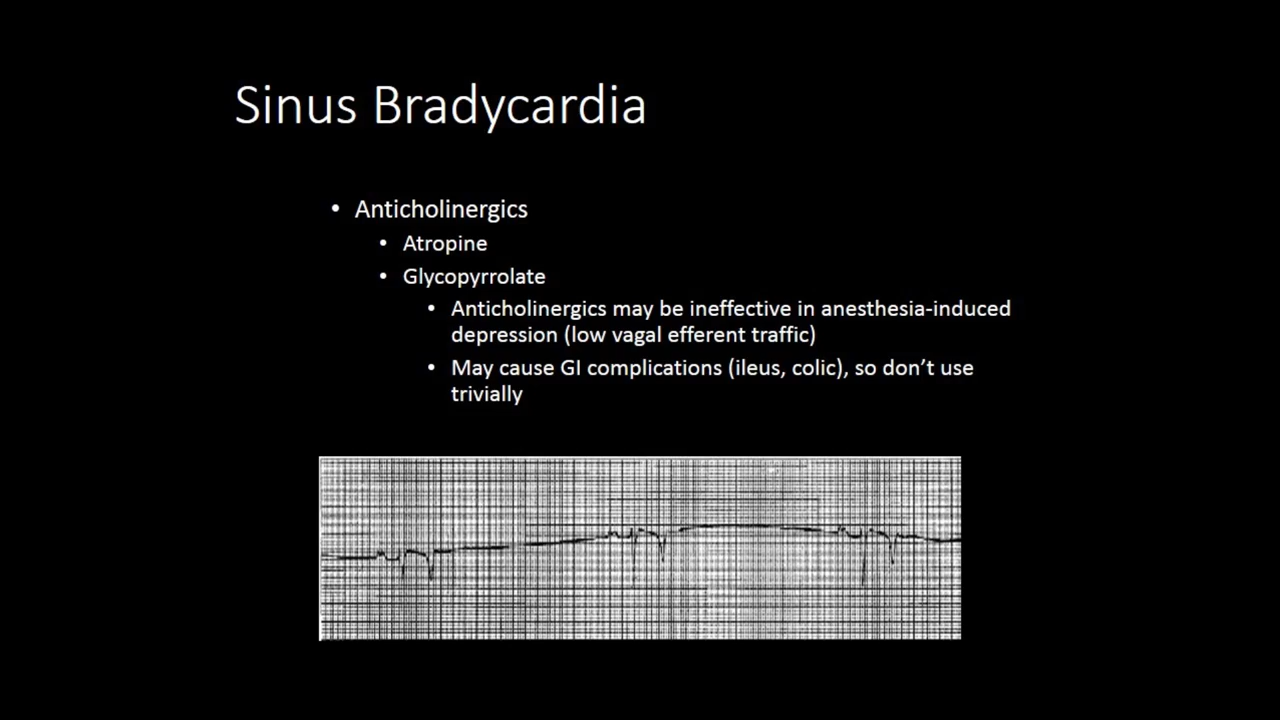 Sinus Bradycardia
• Anticholinergics
• Atropine
• Glycopyrrolate
• Anticholinergics may be ineffective in anesthesia-induced
depression (low vagal efferent traffic)
• May cause GI complications (ileus, colic), so don’t use
trivially